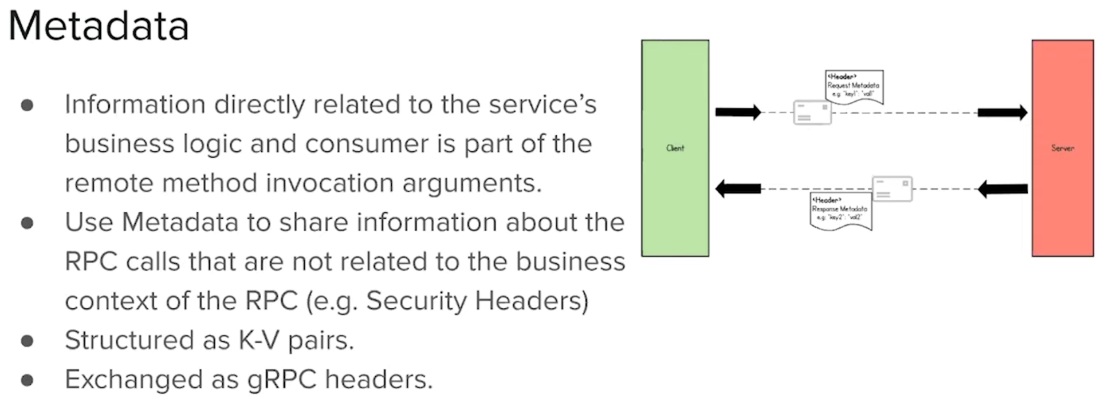 Metadata
● Information directly related to the service's
business logic and consumer is part of the
remote method invocation arguments.
● Use Metadata to share information about the
RPC calls that are not related to the business
context of the RPC (e.g. Security Headers)
● Structured as K-V pairs.
● Exchanged as gRPC headers.
Client
<Header>
Request Metadata
e.g: "key1": "val1"
<Header>
Response Metadata
e.g: "key2": "val2"
Server